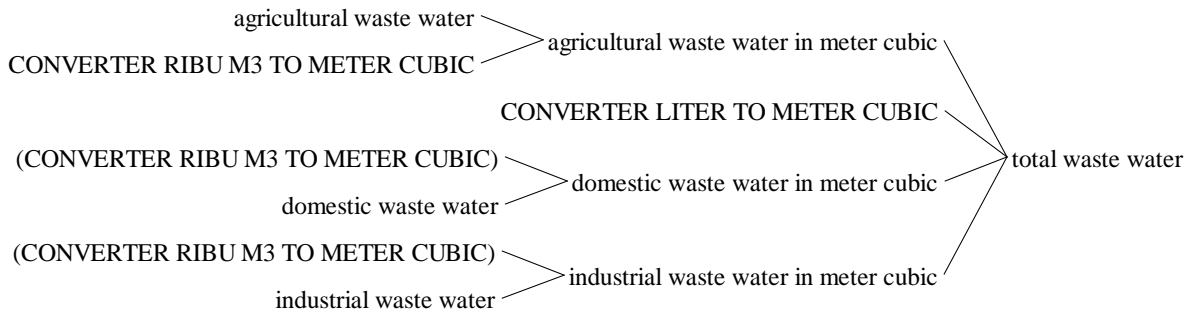 agricultural waste water
agricultural waste water in meter cubic
CONVERTER RIBU M3 TO METER CUBIC
CONVERTER LITER TO METER CUBIC
(CONVERTER RIBU M3 TO METER CUBIC)
total waste water
domestic waste water in meter cubic
domestic waste water
(CONVERTER RIBU M3 TO METER CUBIC)
industrial waste water in meter cubic
industrial waste water